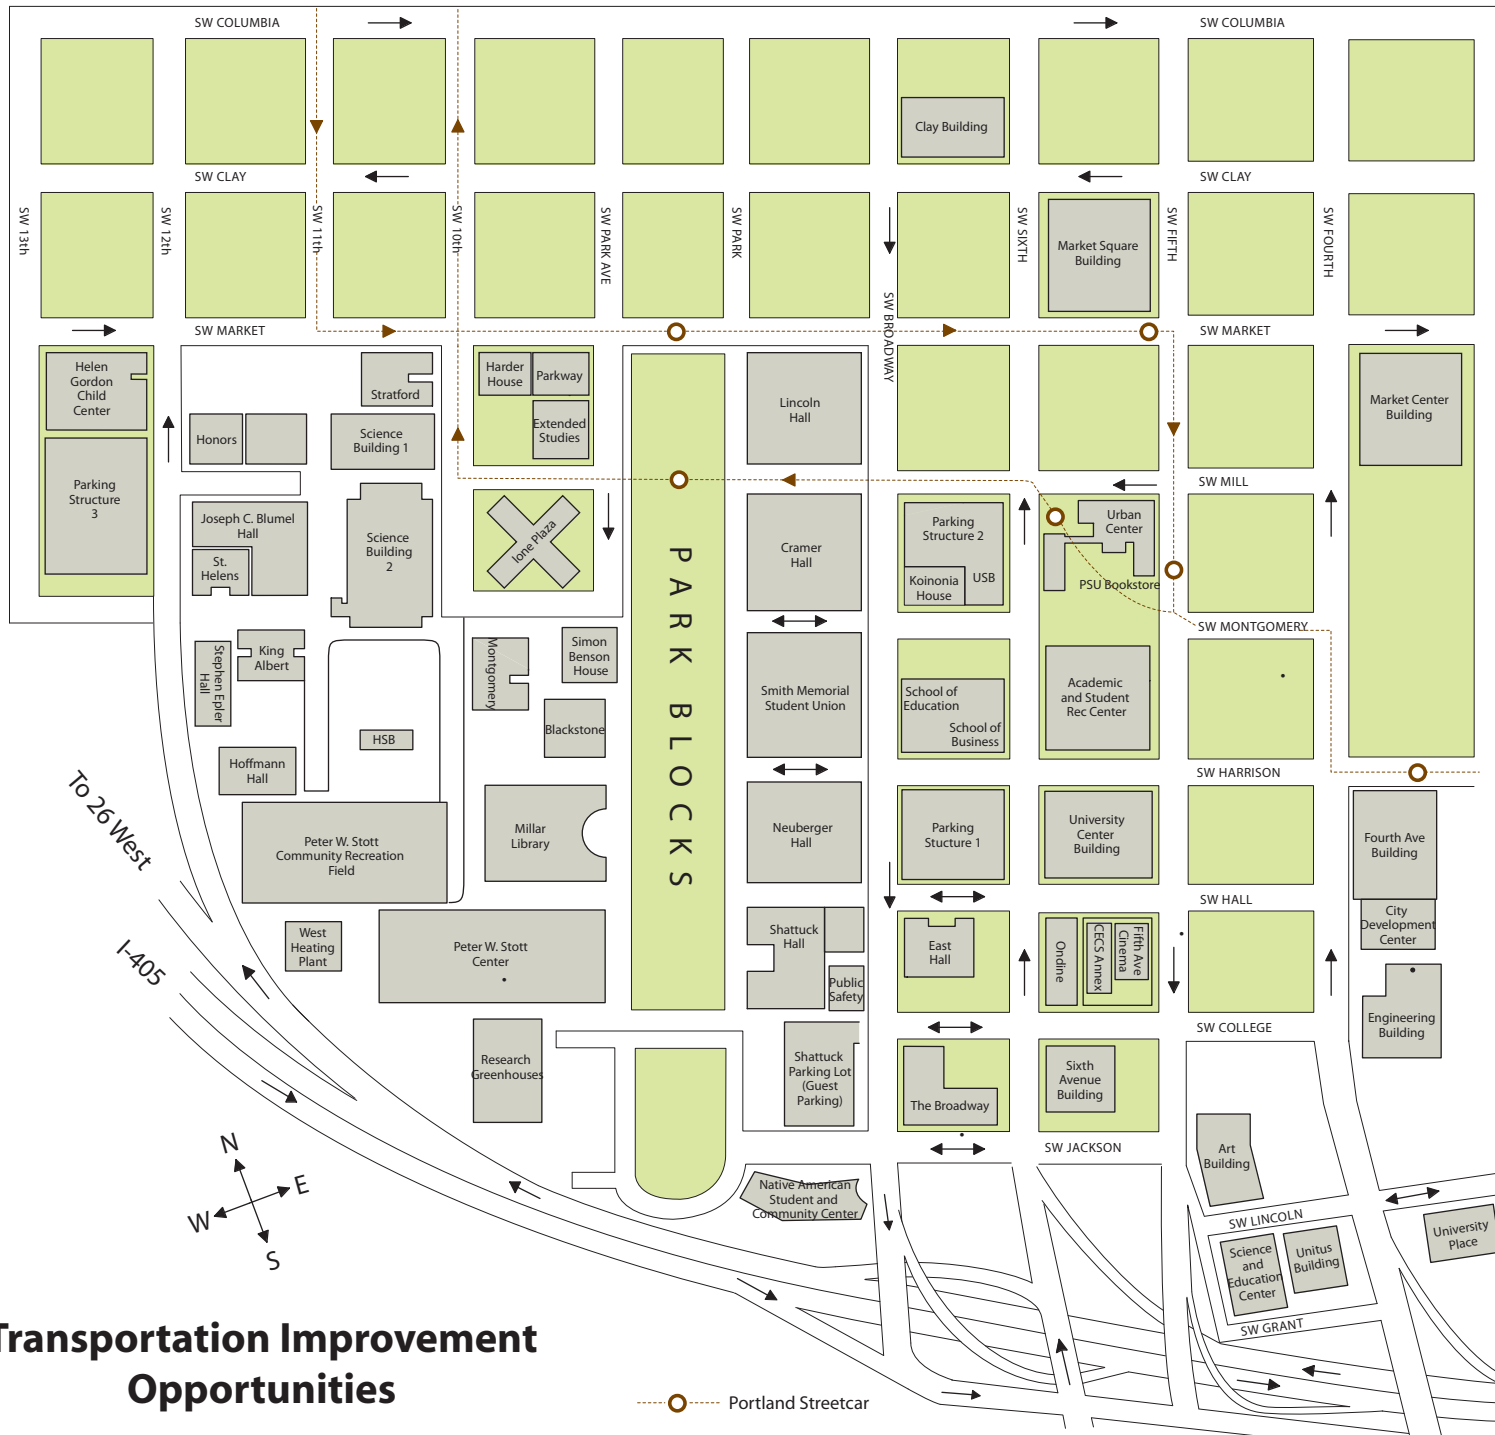 SW COLUMBIA
SW COLUMBIA
Clay Building
SW CLAY
SW CLAY
SW 13th
SW 12th
SW 11th
SW 10th
SW PARK AVE
SW PARK
SW BROADWAY
SW SIXTH
SW FIFTH
SW FOURTH
Market Square
Building
SW MARKET
SW MARKET
Helen
Gordon
Child
Center
Stratford
Harder
House
Parkway
Extended
Studies
Lincoln
Hall
Market Center
Building
Honors
Science
Building 1
Parking
Structure
3
SW MILL
Joseph C. Blumel
Hall
St.
Helens
Science
Building
2
Ione Plaza
PARK BLOCKS
Cramer
Hall
Parking
Structure 2
Koinonia
House
USB
Urban
Center
PSU Bookstore
SW MONTGOMERY
Stephen Epler
Hall
King
Albert
Montgomery
Simon
Benson
House
Smith Memorial
Student Union
School of
Education
School of
Business
Academic
and Student
Rec Center
HSB
Blackstone
Hoffmann
Hall
SW HARRISON
To 26 West
Peter W. Stott
Community Recreation
Field
Millar
Library
Neuberger
Hall
Parking
Stucture 1
University
Center
Building
Fourth Ave
Building
SW HALL
City
Development
Center
I-405
West
Heating
Plant
Peter W. Stott
Center
Shattuck
Hall
Public
Safety
East
Hall
Ondine
CECS Annex
Fifth Ave
Cinema
Engineering
Building
SW COLLEGE
Research
Greenhouses
Shattuck
Parking Lot
(Guest
Parking)
The Broadway
Sixth
Avenue
Building
SW JACKSON
Art
Building
N
E
W
S
Native American
Student and
Community Center
SW LINCOLN
University
Place
Science
and
Education
Center
Unitus
Building
SW GRANT
Transportation Improvement
Opportunities
Portland Streetcar